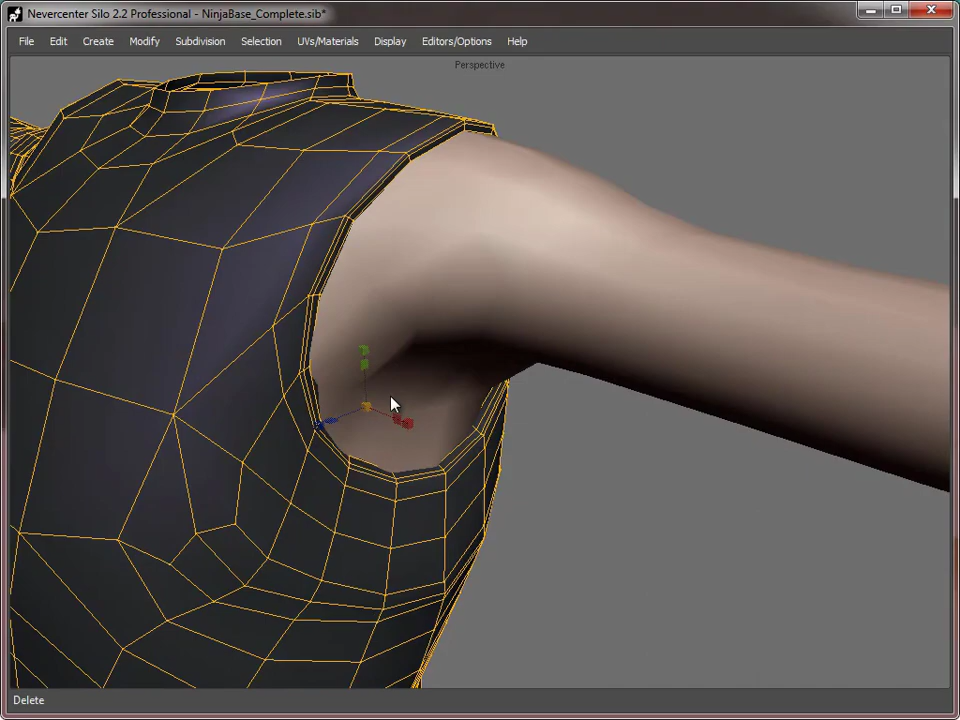 Nevercenter Silo 2.2 Professional - NinjaBase_Complete.sib*
File Edit Create Modify Subdivision Selection UVs/Materials Display Editors/Options Help
Perspective
Delete